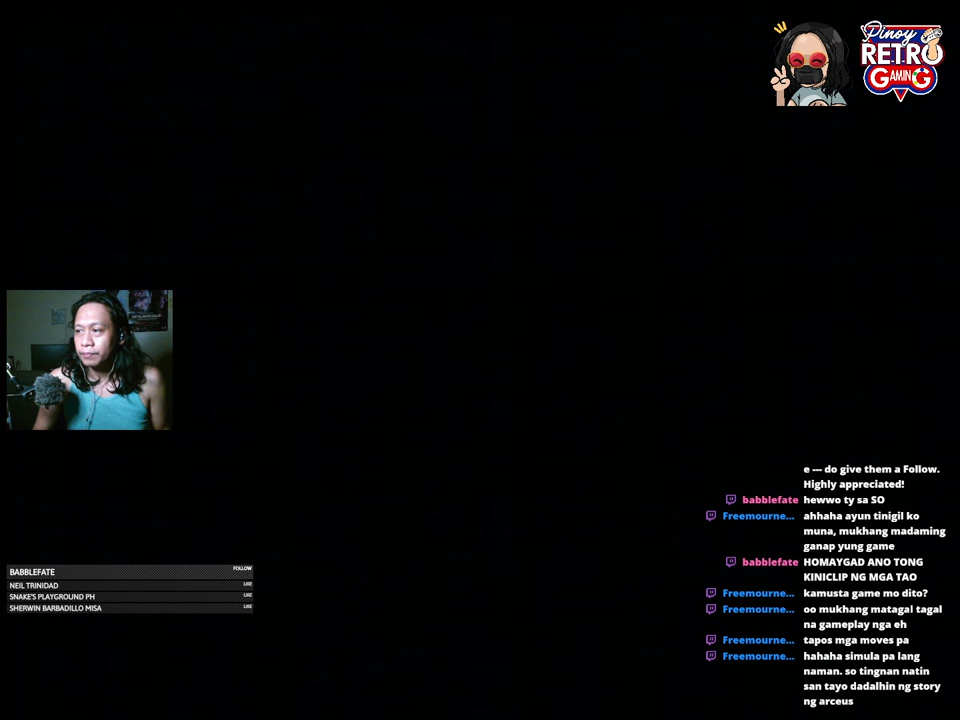 Pinoy
RETRO
GAMING
e --- do give them a Follow.
Highly appreciated!
babblefate hewwo ty sa SO
Freemourne... ahhaha ayun tinigil ko
muna, mukhang madaming
ganap yung game
babblefate HOMAYGAD ANO TONG
KINICLIP NG MGA TAO
Freemourne... kamusta game mo dito?
Freemourne... oo mukhang matagal tagal
na gameplay nga eh
Freemourne... tapos mga moves pa
Freemourne... hahaha simula pa lang
naman. so tingnan natin
san tayo dadalhin ng story
ng arceus
BABBLEFATE FOLLOW
NEIL TRINIDAD LIKE
SNAKE'S PLAYGROUND PH LIKE
SHERWIN BARBADILLO MISA LIKE